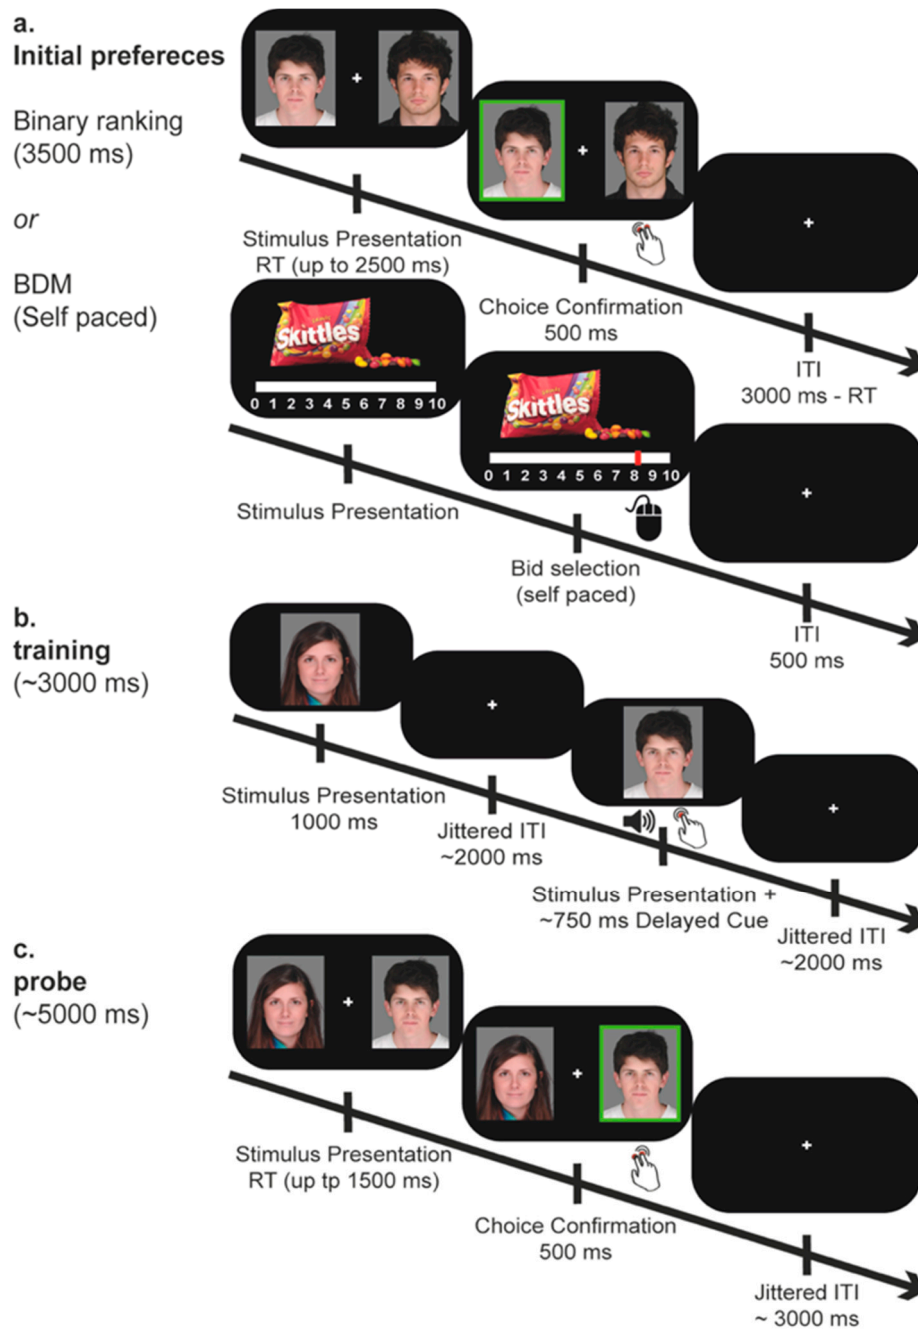 a.
Initial prefereces
Binary ranking
(3500 ms)
or
BDM
(Self paced)
Stimulus Presentation
RT (up to 2500 ms)
Choice Confirmation
500 ms
ITI
3000 ms - RT
Skittles
0 1 2 3 4 5 6 7 8 9 10
Stimulus Presentation
Skittles
0 1 2 3 4 5 6 7 8 9 10
Bid selection
(self paced)
ITI
500 ms
b.
training
(~3000 ms)
Stimulus Presentation
1000 ms
Jittered ITI
~2000 ms
Stimulus Presentation +
~750 ms Delayed Cue
Jittered ITI
~2000 ms
c.
probe
(~5000 ms)
Stimulus Presentation
RT (up tp 1500 ms)
Choice Confirmation
500 ms
Jittered ITI
~ 3000 ms